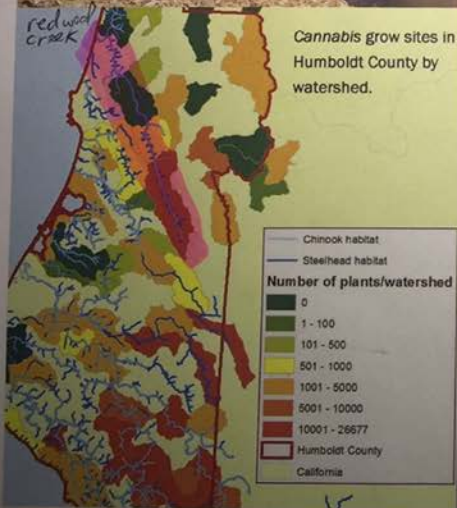 redwood
creek
Cannabis grow sites in
Humboldt County by
watershed.
Chinook habitat
Steelhead habitat
Number of plants/watershed
0
1 - 100
101 - 500
501 - 1000
1001 - 5000
5001 - 10000
10001 - 26677
Humboldt County
California